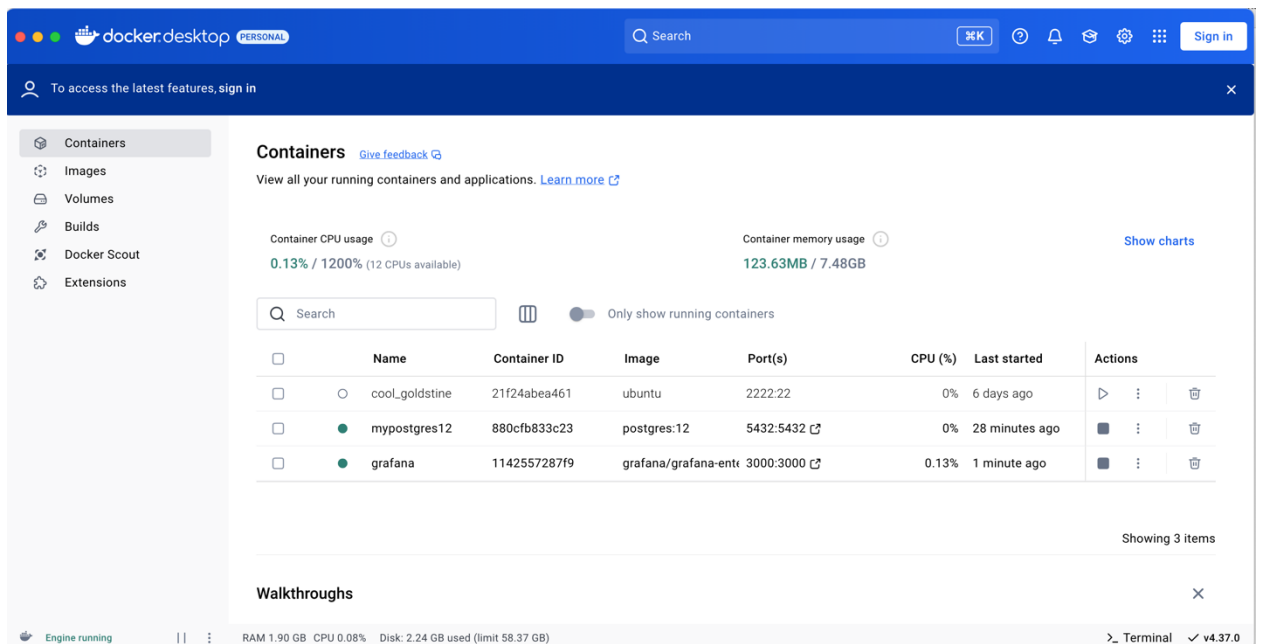 docker.desktop PERSONAL Search ⌘K Sign in
To access the latest features, sign in
Containers
Images
Volumes
Builds
Docker Scout
Extensions
Containers Give feedback
View all your running containers and applications. Learn more
Container CPU usage
0.13% / 1200% (12 CPUs available)
Container memory usage
123.63MB / 7.48GB
Show charts
Search Only show running containers
Name Container ID Image Port(s) CPU (%) Last started Actions
cool_goldstine 21f24abea461 ubuntu 2222:22 0% 6 days ago
mypostgres12 880cfb833c23 postgres:12 5432:5432 0% 28 minutes ago
grafana 1142557287f9 grafana/grafana-ente 3000:3000 0.13% 1 minute ago
Showing 3 items
Walkthroughs
Engine running RAM 1.90 GB CPU 0.08% Disk: 2.24 GB used (limit 58.37 GB) >_ Terminal v4.37.0